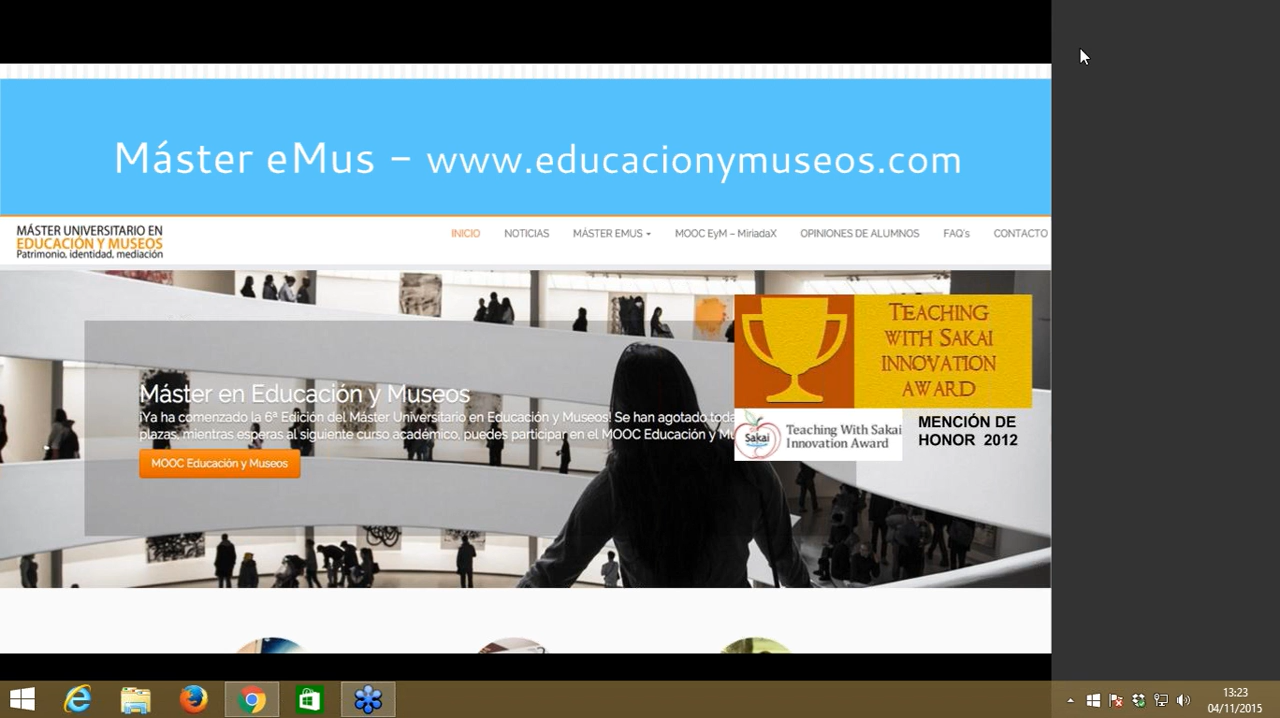 Máster eMus - www.educacionymuseos.com
MÁSTER UNIVERSITARIO EN
EDUCACIÓN Y MUSEOS
Patrimonio, identidad, mediación
INICIO NOTICIAS MÁSTER EMUS MOOC EyM – MiriadaX OPINIONES DE ALUMNOS FAQ's CONTACTO
TEACHING
WITH SAKAI
INNOVATION
AWARD
Máster en Educación y Museos
¡Ya ha comenzado la 6ª Edición del Máster Universitario en Educación y Museos! Se han agotado
plazas, mientras esperas al siguiente curso académico, puedes participar en el MOOC Educación y
MOOC Educación y Museos
Sakai
Teaching With Sakai
Innovation Award
MENCIÓN DE
HONOR 2012
13:23
04/11/2015